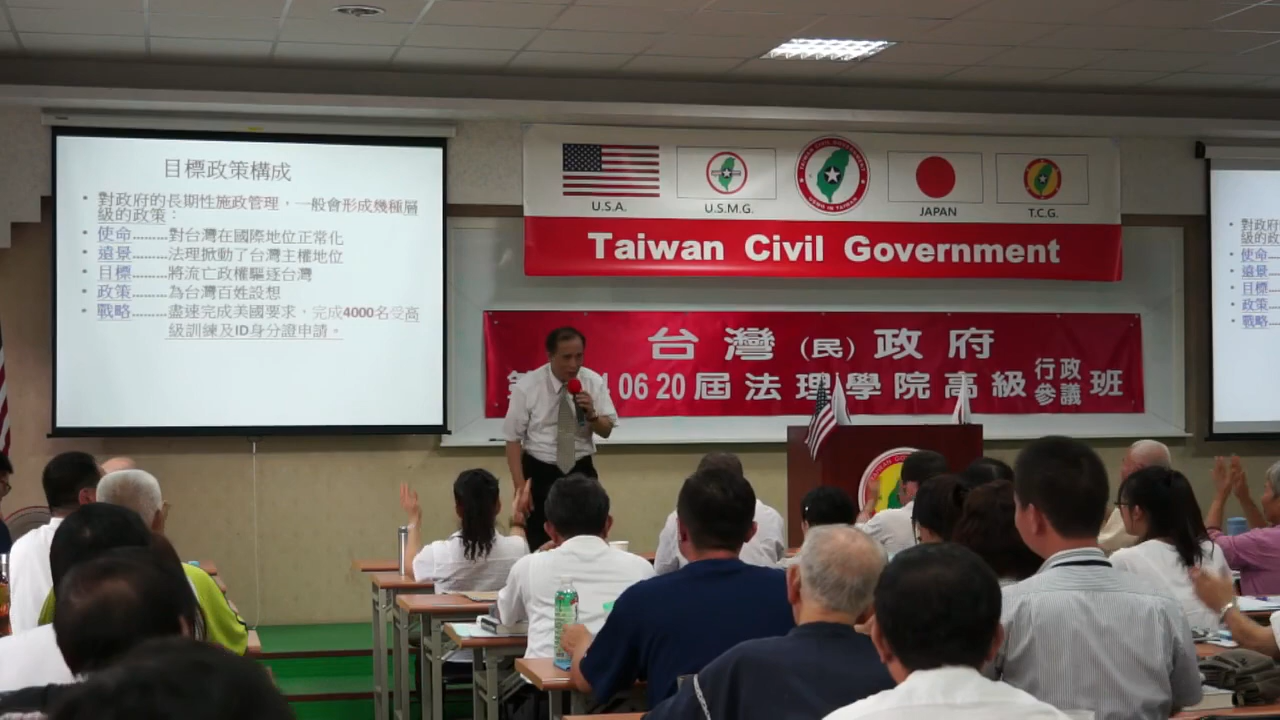 目標政策構成
• 對政府的長期性施政管理，一般會形成幾種層
級的政策：
• 使命………對台灣在國際地位正常化
• 遠景………法理掀動了台灣主權地位
• 目標………將流亡政權驅逐台灣
• 政策………為台灣百姓設想
• 戰略………盡速完成美國要求，完成4000名受高
級訓練及ID身分證申請。
U.S.A.
U.S.M.G.
TAIWAN CIVIL GOVERNMENT
JAPAN
T.C.G.
Taiwan Civil Government
台灣（民）政府
06 20屆法理學院高級行政參議班
TAIWAN
• 對政府
級的政
• 使命
• 遠景
• 目標
• 政策
• 戰略